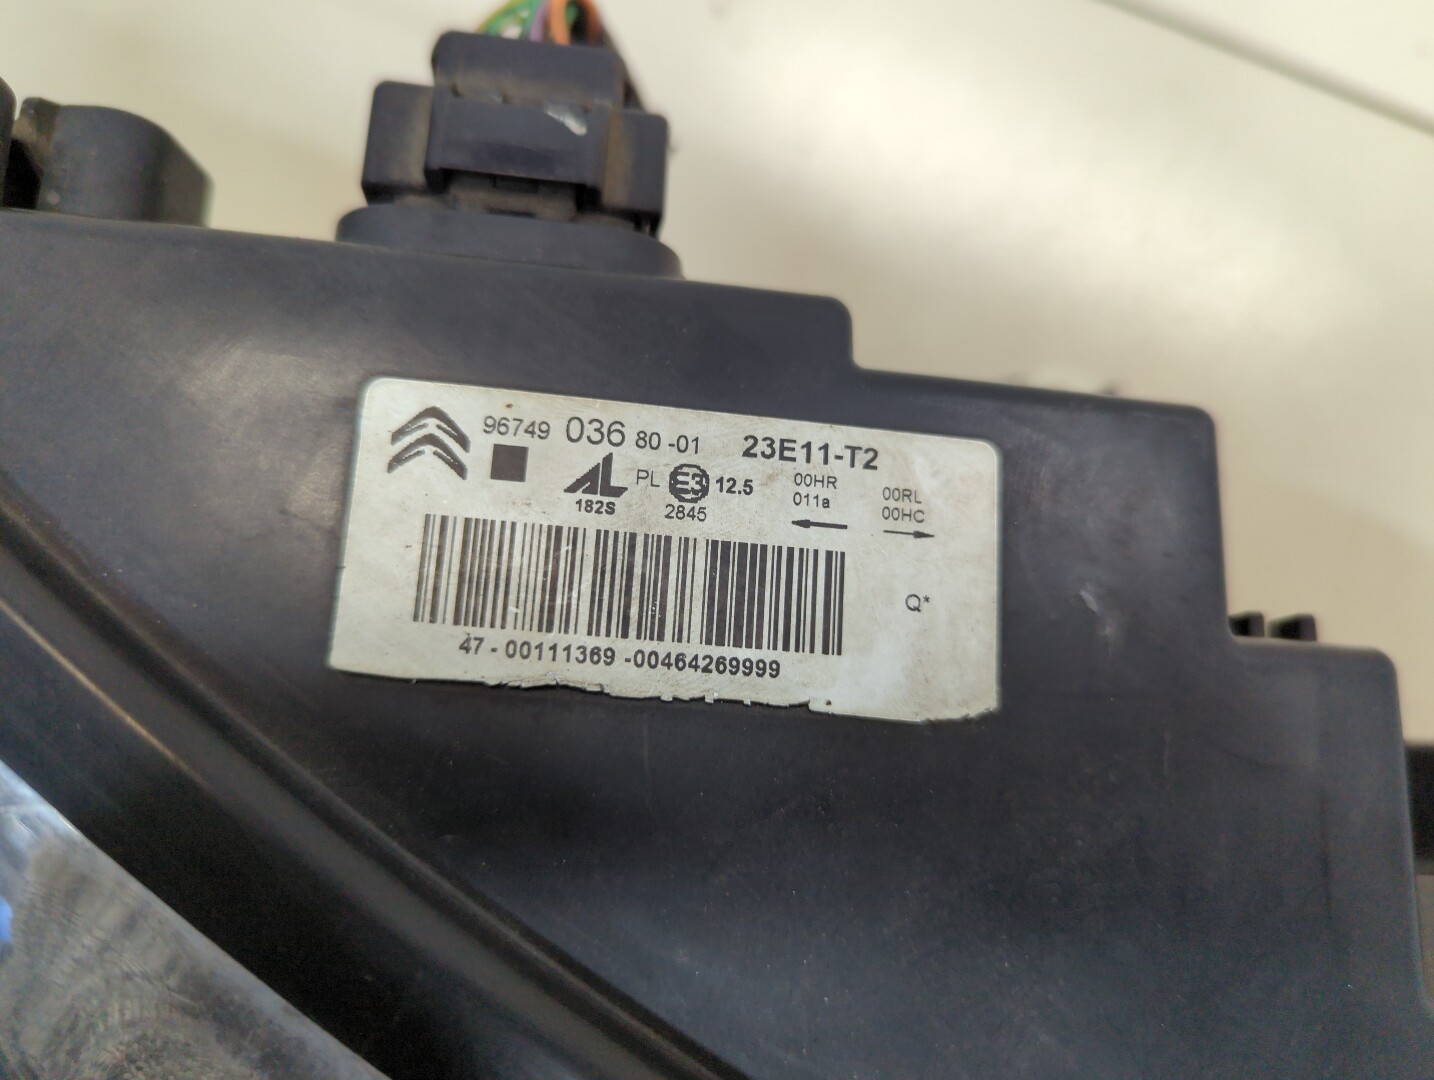 96749 036 80-01 23E11-T2
AL PL E3 12.5 00HR 00RL
182S 2845 011a 00HC
Q*
47-00111369-00464269999